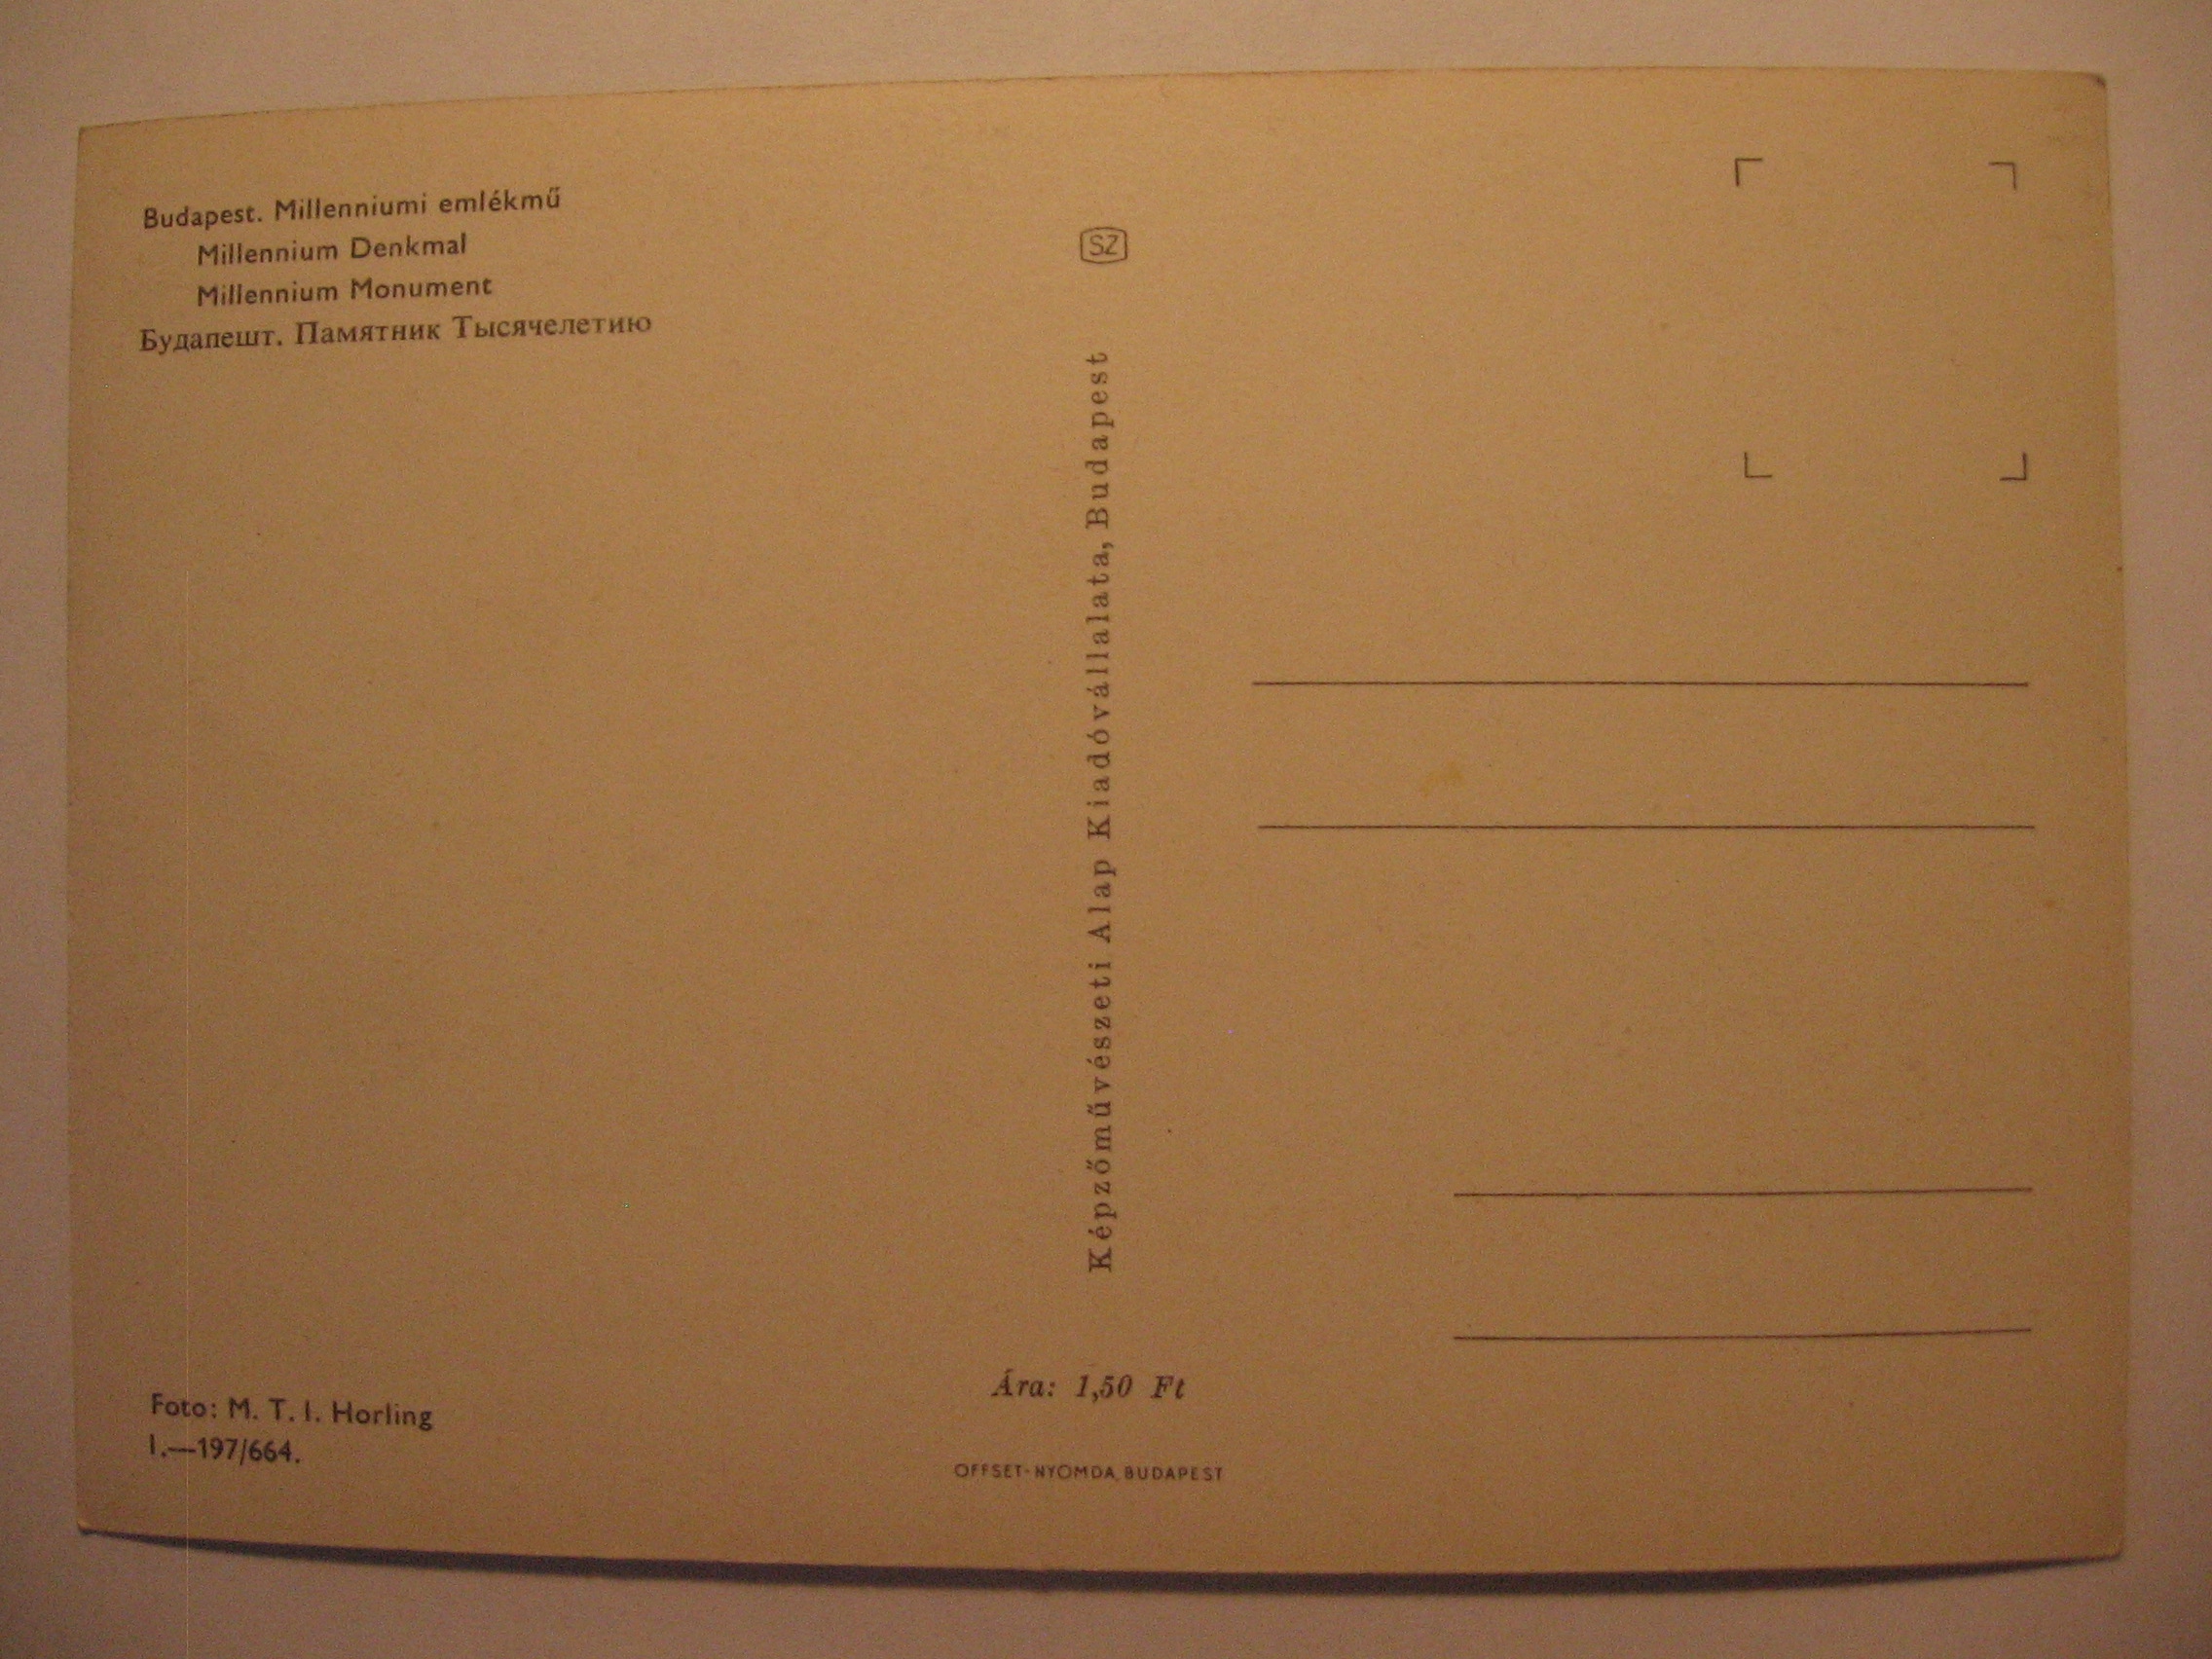 Budapest. Millenniumi emlékmű
Millennium Denkmal
Millennium Monument
Будапешт. Памятник Тысячелетию
SZ
Képzőművészeti Alap Kiadóvállalata, Budapest
Ára: 1,50 Ft
OFFSET-NYOMDA, BUDAPEST
Foto: M. T. I. Horling
I.—197/664.